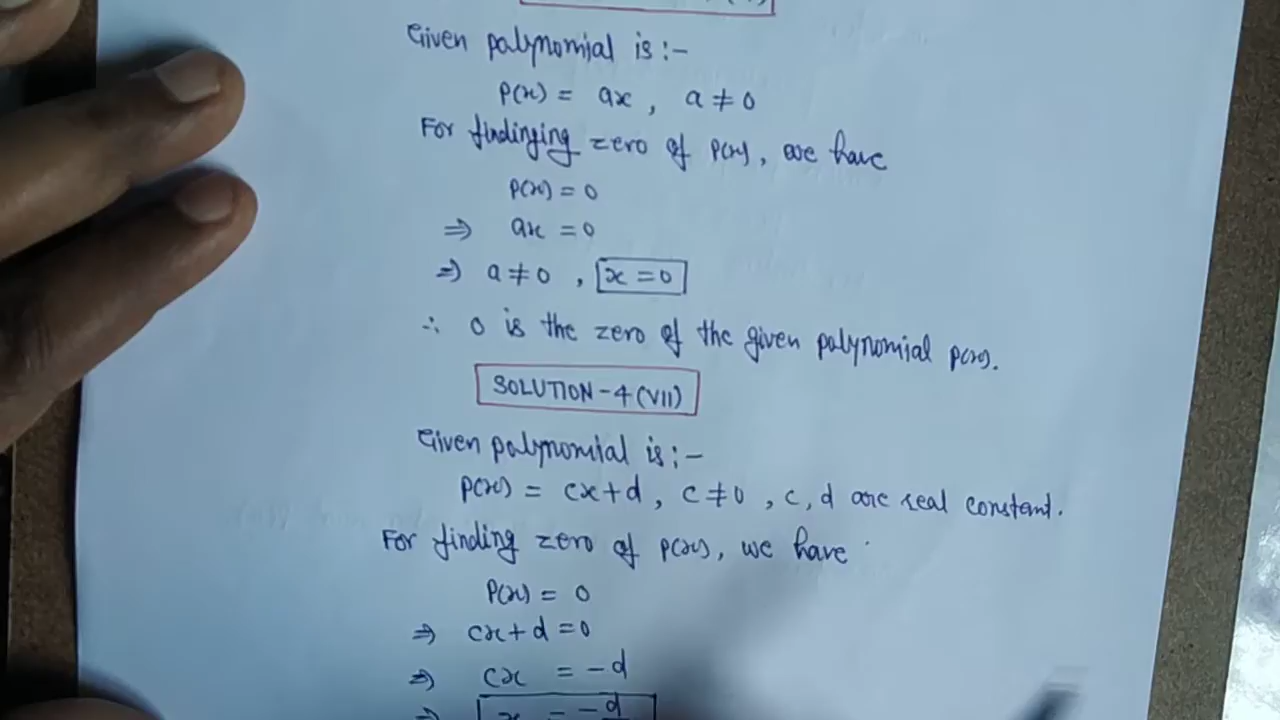 Given polynomial is :-
P(x) = ax , a ≠ 0
For findinging zero of P(x), we have
P(x) = 0
⇒ ax = 0
⇒ a ≠ 0 , x = 0
∴ 0 is the zero of the given polynomial p(x).
SOLUTION - 4 (VII)
Given polynomial is :-
P(x) = cx + d , c ≠ 0 , c, d are real constant.
For finding zero of p(x), we have
P(x) = 0
⇒ cx + d = 0
⇒ cx = -d
⇒ x = -d